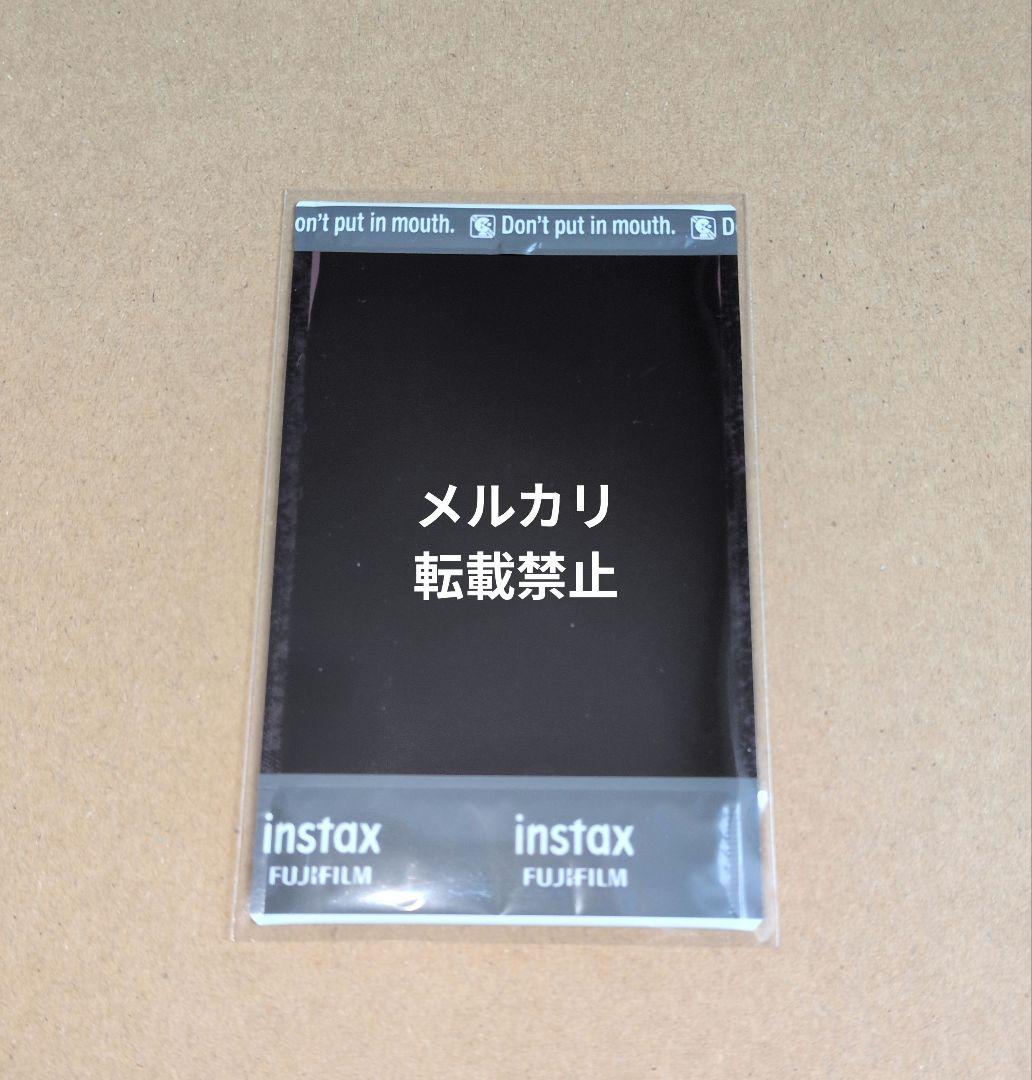 on't put in mouth. Don't put in mouth. D
メルカリ
転載禁止
instax instax
FUJIFILM FUJIFILM